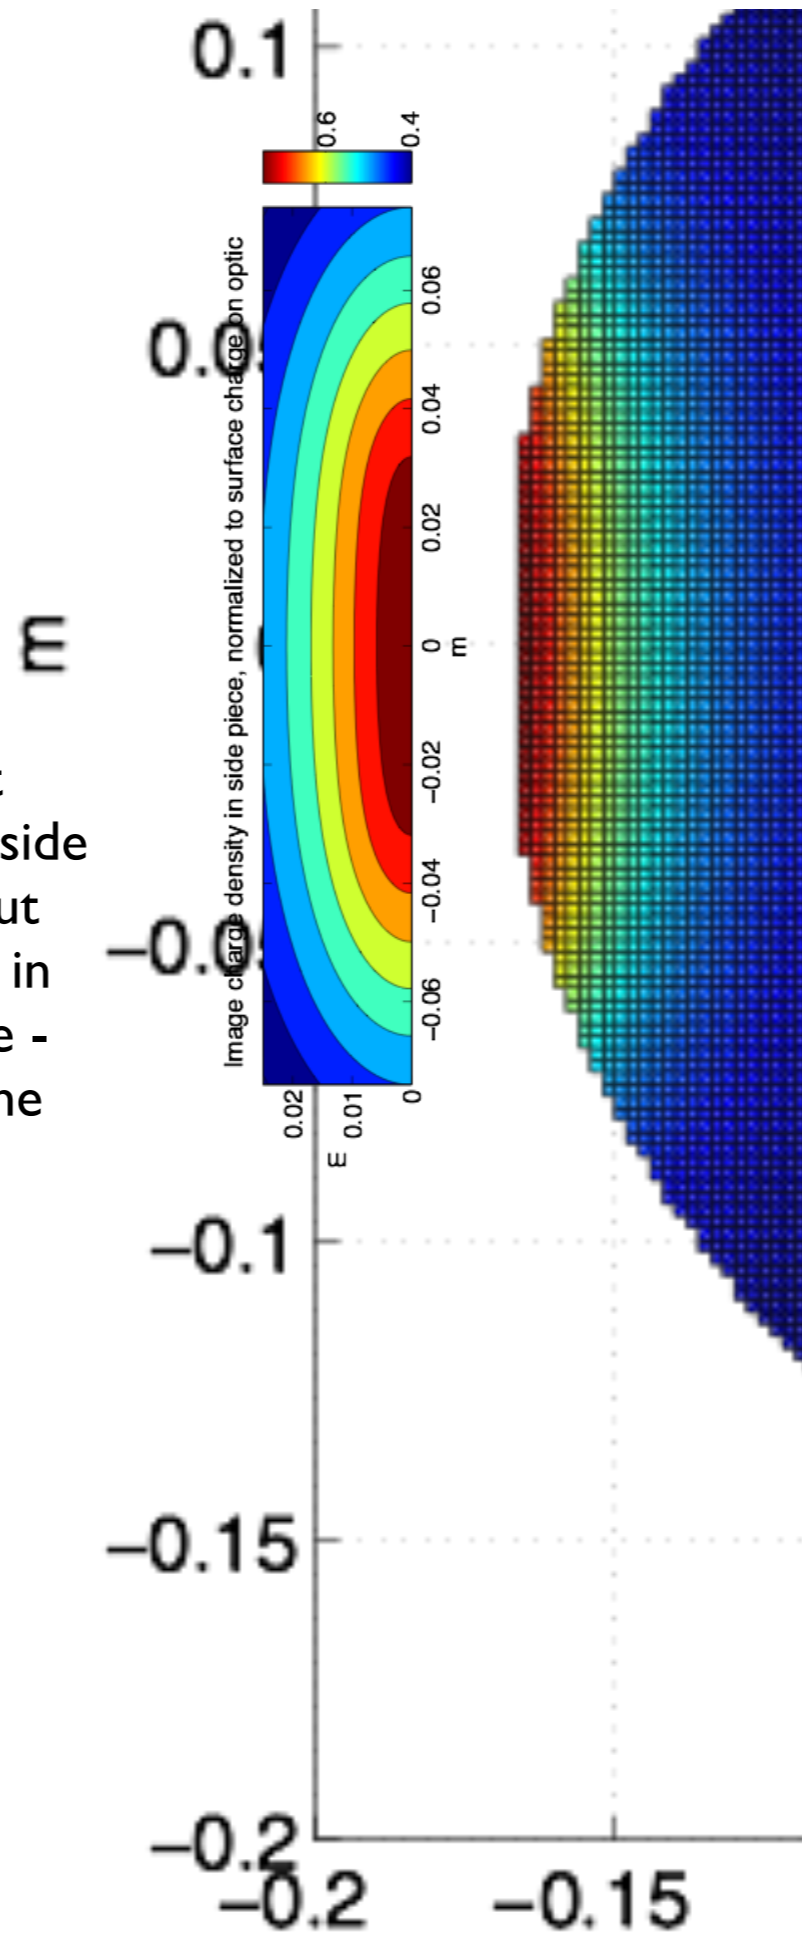 0.1
m
side
ut
in
e -
ne
−0.1
−0.15
−0.2
−0.2
−0.15
Image charge density in side piece, normalized to surface charge on optic
0.6
0.4
0.06
0.04
0.02
0
−0.02
−0.04
−0.06
m
0.02
0.01
0
m